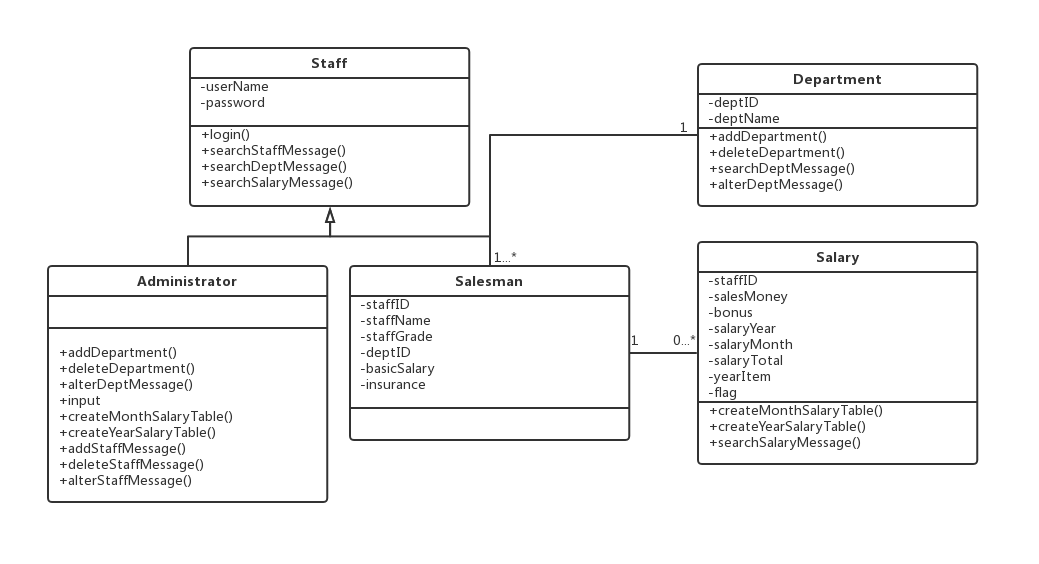 Staff
-userName
-password
+login()
+searchStaffMessage()
+searchDeptMessage()
+searchSalaryMessage()
Department
-deptID
-deptName
+addDepartment()
+deleteDepartment()
+searchDeptMessage()
+alterDeptMessage()
1
1...*
Administrator
+addDepartment()
+deleteDepartment()
+alterDeptMessage()
+input
+createMonthSalaryTable()
+createYearSalaryTable()
+addStaffMessage()
+deleteStaffMessage()
+alterStaffMessage()
Salesman
-staffID
-staffName
-staffGrade
-deptID
-basicSalary
-insurance
1
0...*
Salary
-staffID
-salesMoney
-bonus
-salaryYear
-salaryMonth
-salaryTotal
-yearItem
-flag
+createMonthSalaryTable()
+createYearSalaryTable()
+searchSalaryMessage()